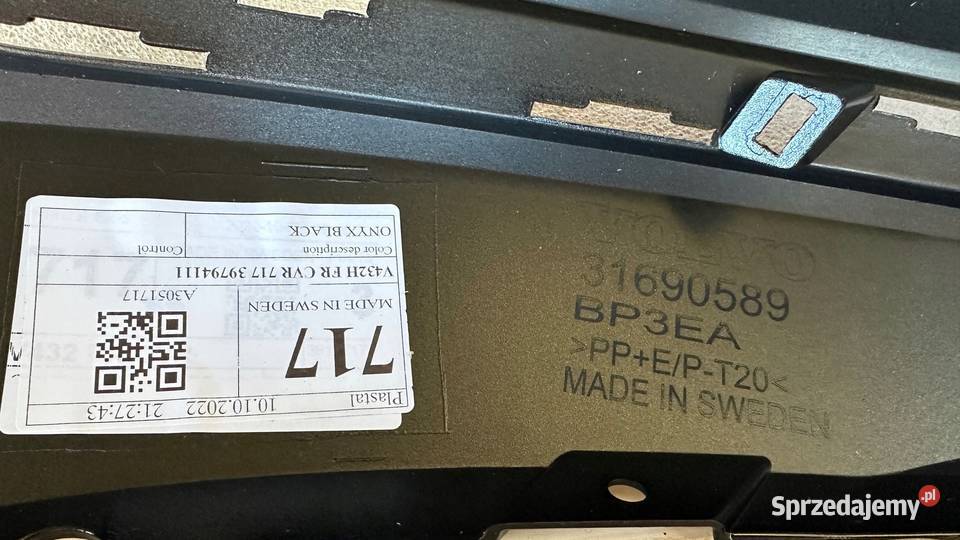 Plastal
10.10.2022 21:27:43
717
MADE IN SWEDEN
A3051717
V432H FR CVR 717 39794111
Color description
Control
ONYX BLACK
31690589
BP3EA
>PP+E/P-T20<
MADE IN SWEDEN
Sprzedajemy.pl